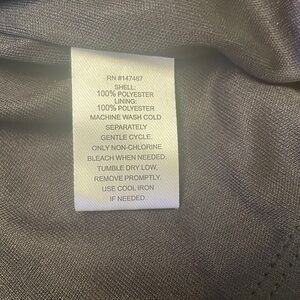 RN #147487
SHELL:
100% POLYESTER
LINING:
100% POLYESTER
MACHINE WASH COLD
SEPARATELY
GENTLE CYCLE.
ONLY NON-CHLORINE
BLEACH WHEN NEEDED.
TUMBLE DRY LOW,
REMOVE PROMPTLY.
USE COOL IRON
IF NEEDED.